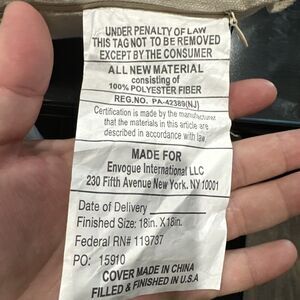 UNDER PENALTY OF LAW
THIS TAG NOT TO BE REMOVED
EXCEPT BY THE CONSUMER
ALL NEW MATERIAL
consisting of
100% POLYESTER FIBER
REG.NO. PA-42389(NJ)
Certification is made by the manufacturer
that the materials in this article are
described in accordance with law.
MADE FOR
Envogue International LLC
230 Fifth Avenue New York. NY 10001
Date of Delivery
Finished Size: 18in. X18in.
Federal RN# 119787
PO: 15910
COVER MADE IN CHINA
FILLED & FINISHED IN U.S.A